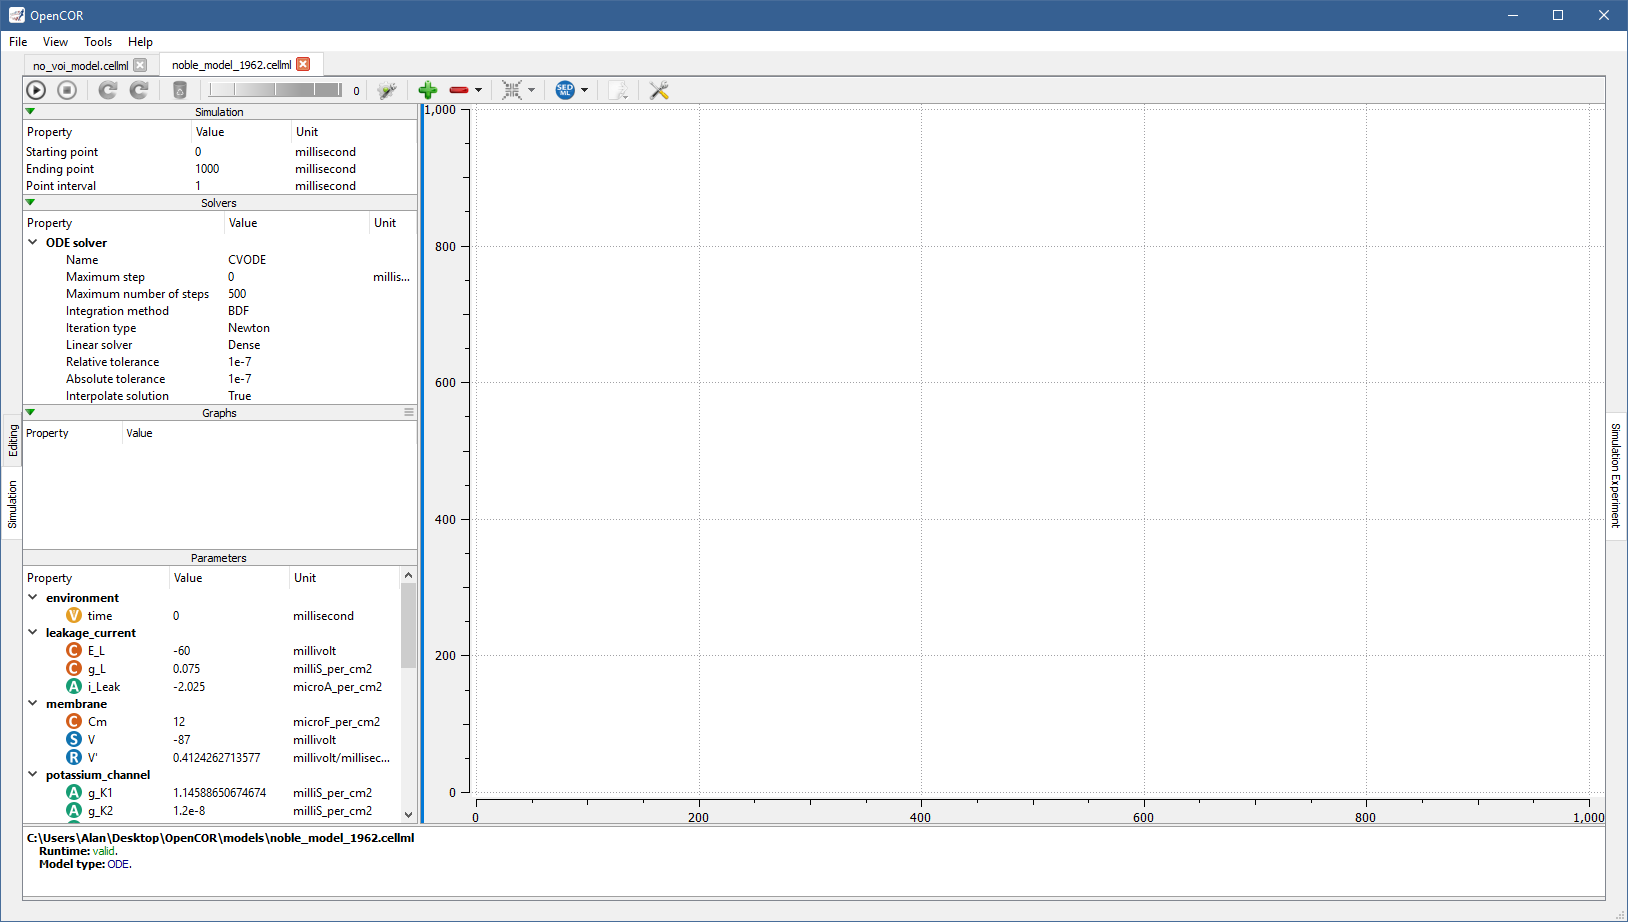 OpenCOR
File View Tools Help
no_voi_model.cellml noble_model_1962.cellml
0
SED ML
Simulation
Property Value Unit
Starting point 0 millisecond
Ending point 1000 millisecond
Point interval 1 millisecond
Solvers
Property Value Unit
ODE solver
Name CVODE
Maximum step 0 millis...
Maximum number of steps 500
Integration method BDF
Iteration type Newton
Linear solver Dense
Relative tolerance 1e-7
Absolute tolerance 1e-7
Interpolate solution True
Graphs
Property Value
Parameters
Property Value Unit
environment
V time 0 millisecond
leakage_current
C E_L -60 millivolt
C g_L 0.075 milliS_per_cm2
A i_Leak -2.025 microA_per_cm2
membrane
C Cm 12 microF_per_cm2
S V -87 millivolt
R V' 0.4124262713577 millivolt/millisec...
potassium_channel
A g_K1 1.14588650674674 milliS_per_cm2
A g_K2 1.2e-8 milliS_per_cm2
Editing
Simulation
1,000
800
600
400
200
0
0 200 400 600 800 1,000
Simulation Experiment
C:\Users\Alan\Desktop\OpenCOR\models\noble_model_1962.cellml
Runtime: valid.
Model type: ODE.